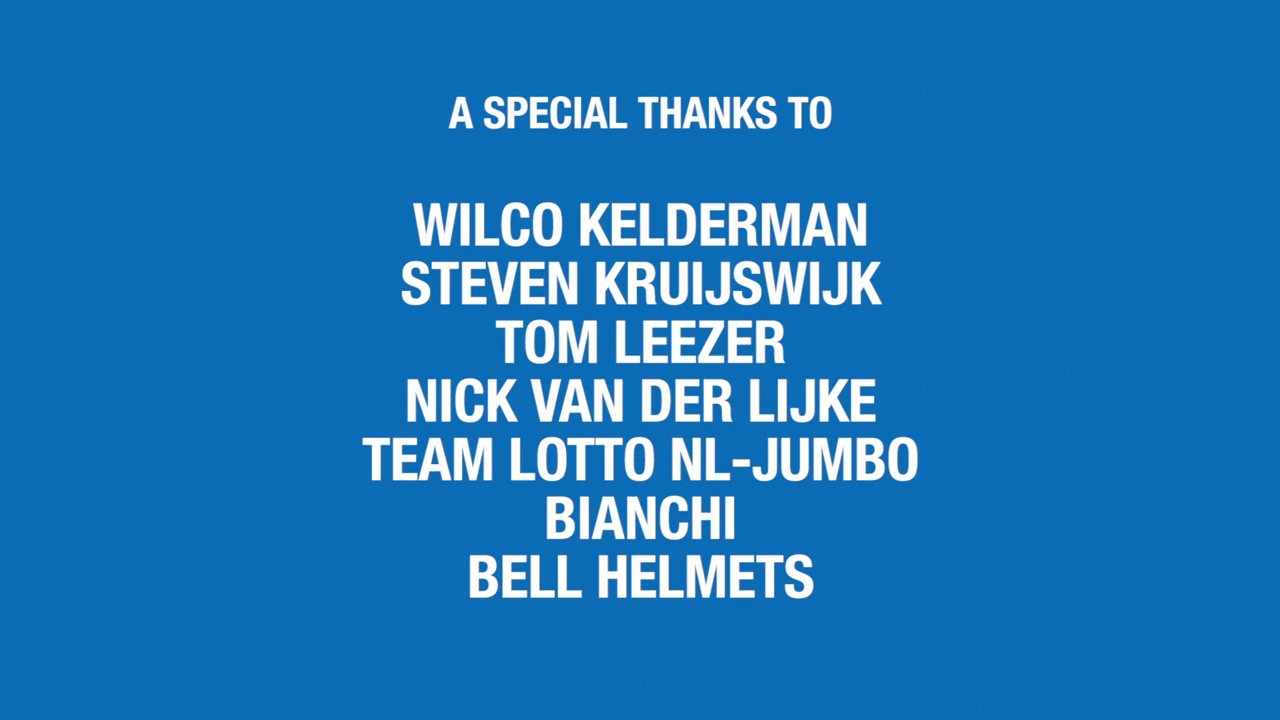 A SPECIAL THANKS TO
WILCO KELDERMAN
STEVEN KRUIJSWIJK
TOM LEEZER
NICK VAN DER LIJKE
TEAM LOTTO NL-JUMBO
BIANCHI
BELL HELMETS